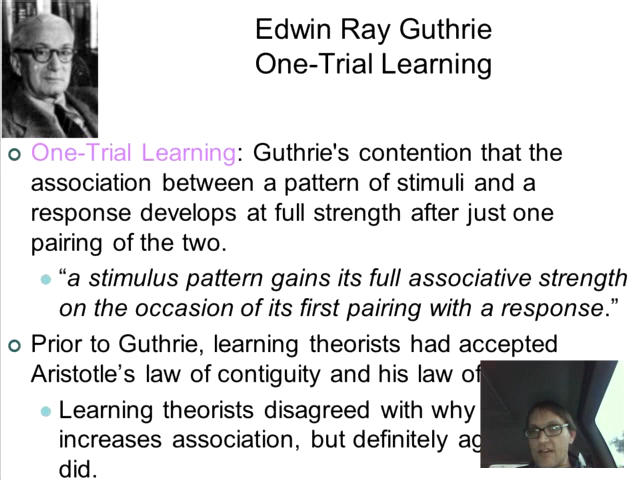 Edwin Ray Guthrie
One-Trial Learning
One-Trial Learning: Guthrie's contention that the
association between a pattern of stimuli and a
response develops at full strength after just one
pairing of the two.
“a stimulus pattern gains its full associative strength
on the occasion of its first pairing with a response.”
Prior to Guthrie, learning theorists had accepted
Aristotle’s law of contiguity and his law of
Learning theorists disagreed with why
increases association, but definitely
did.